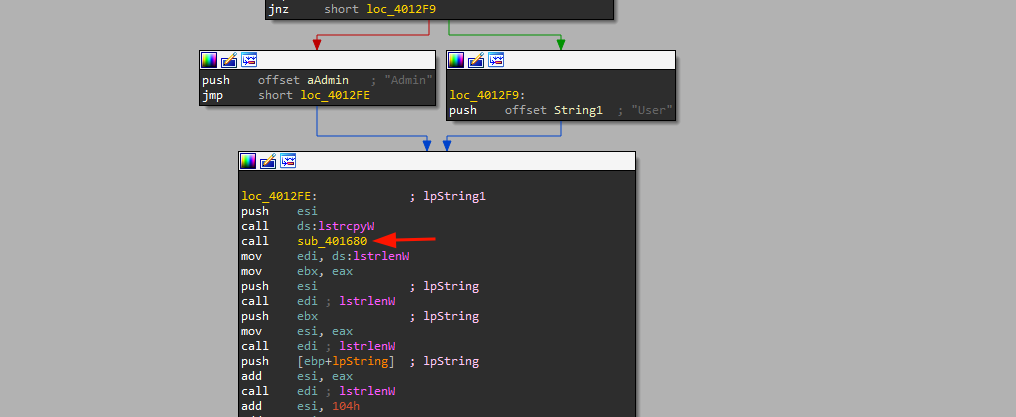 jnz short loc_4012F9
push offset aAdmin ; "Admin"
jmp short loc_4012FE
loc_4012F9:
push offset String1 ; "User"
loc_4012FE: ; lpString1
push esi
call ds:lstrcpyW
call sub_401680
mov edi, ds:lstrlenW
mov ebx, eax
push esi ; lpString
call edi ; lstrlenW
push ebx ; lpString
mov esi, eax
call edi ; lstrlenW
push [ebp+lpString] ; lpString
add esi, eax
call edi ; lstrlenW
add esi, 104h